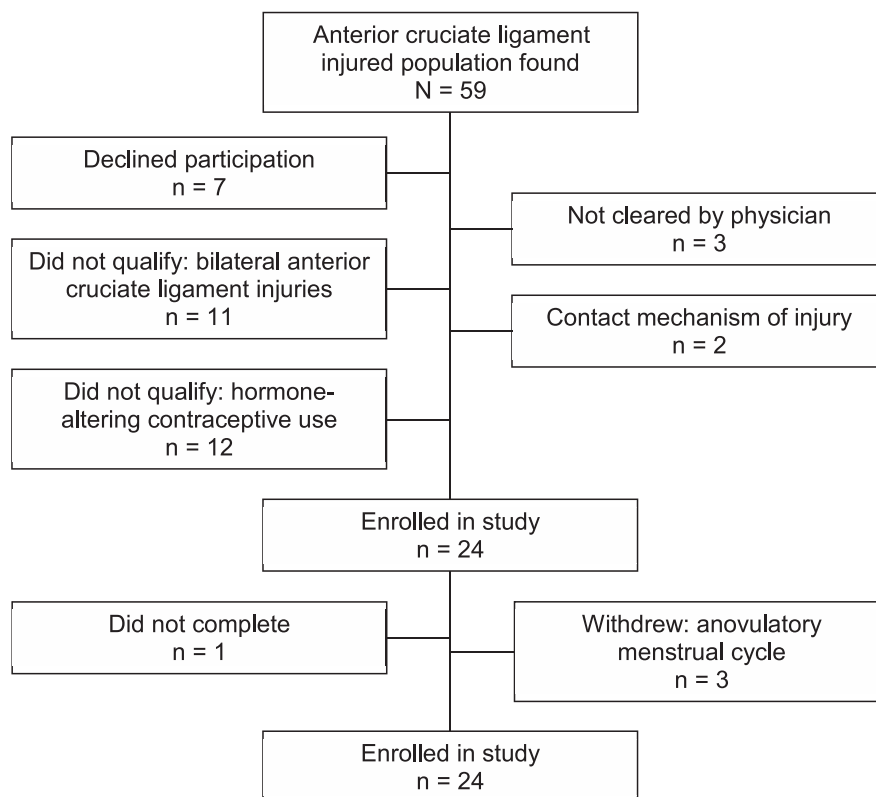 Anterior cruciate ligament
injured population found
N = 59
Declined participation
n = 7
Not cleared by physician
n = 3
Did not qualify: bilateral anterior
cruciate ligament injuries
n = 11
Contact mechanism of injury
n = 2
Did not qualify: hormone-
altering contraceptive use
n = 12
Enrolled in study
n = 24
Did not complete
n = 1
Withdrew: anovulatory
menstrual cycle
n = 3
Enrolled in study
n = 24